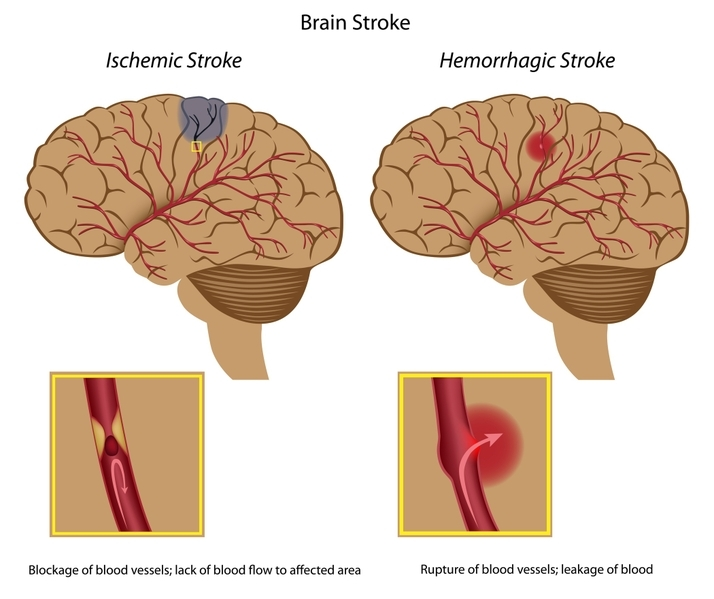 Brain Stroke
Ischemic Stroke
Hemorrhagic Stroke
Blockage of blood vessels; lack of blood flow to affected area
Rupture of blood vessels; leakage of blood